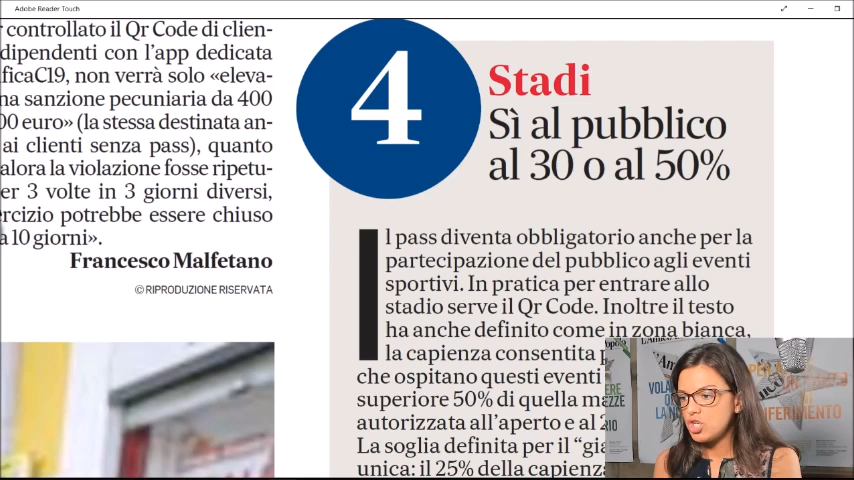 Adobe Reader Touch
controllato il Qr Code di clien-
dipendenti con l'app dedicata
ficaC19, non verrà solo «eleva-
na sanzione pecuniaria da 400
00 euro» (la stessa destinata an-
ai clienti senza pass), quanto
alora la violazione fosse ripetu-
er 3 volte in 3 giorni diversi,
ercizio potrebbe essere chiuso
a 10 giorni».
Francesco Malfetano
© RIPRODUZIONE RISERVATA
4
Stadi
Sì al pubblico
al 30 o al 50%
Il pass diventa obbligatorio anche per la
partecipazione del pubblico agli eventi
sportivi. In pratica per entrare allo
stadio serve il Qr Code. Inoltre il testo
ha anche definito come in zona bianca,
la capienza consentita
che ospitano questi eventi
superiore 50% di quella
autorizzata all'aperto e al
La soglia definita per il
unica: il 25% della capienza